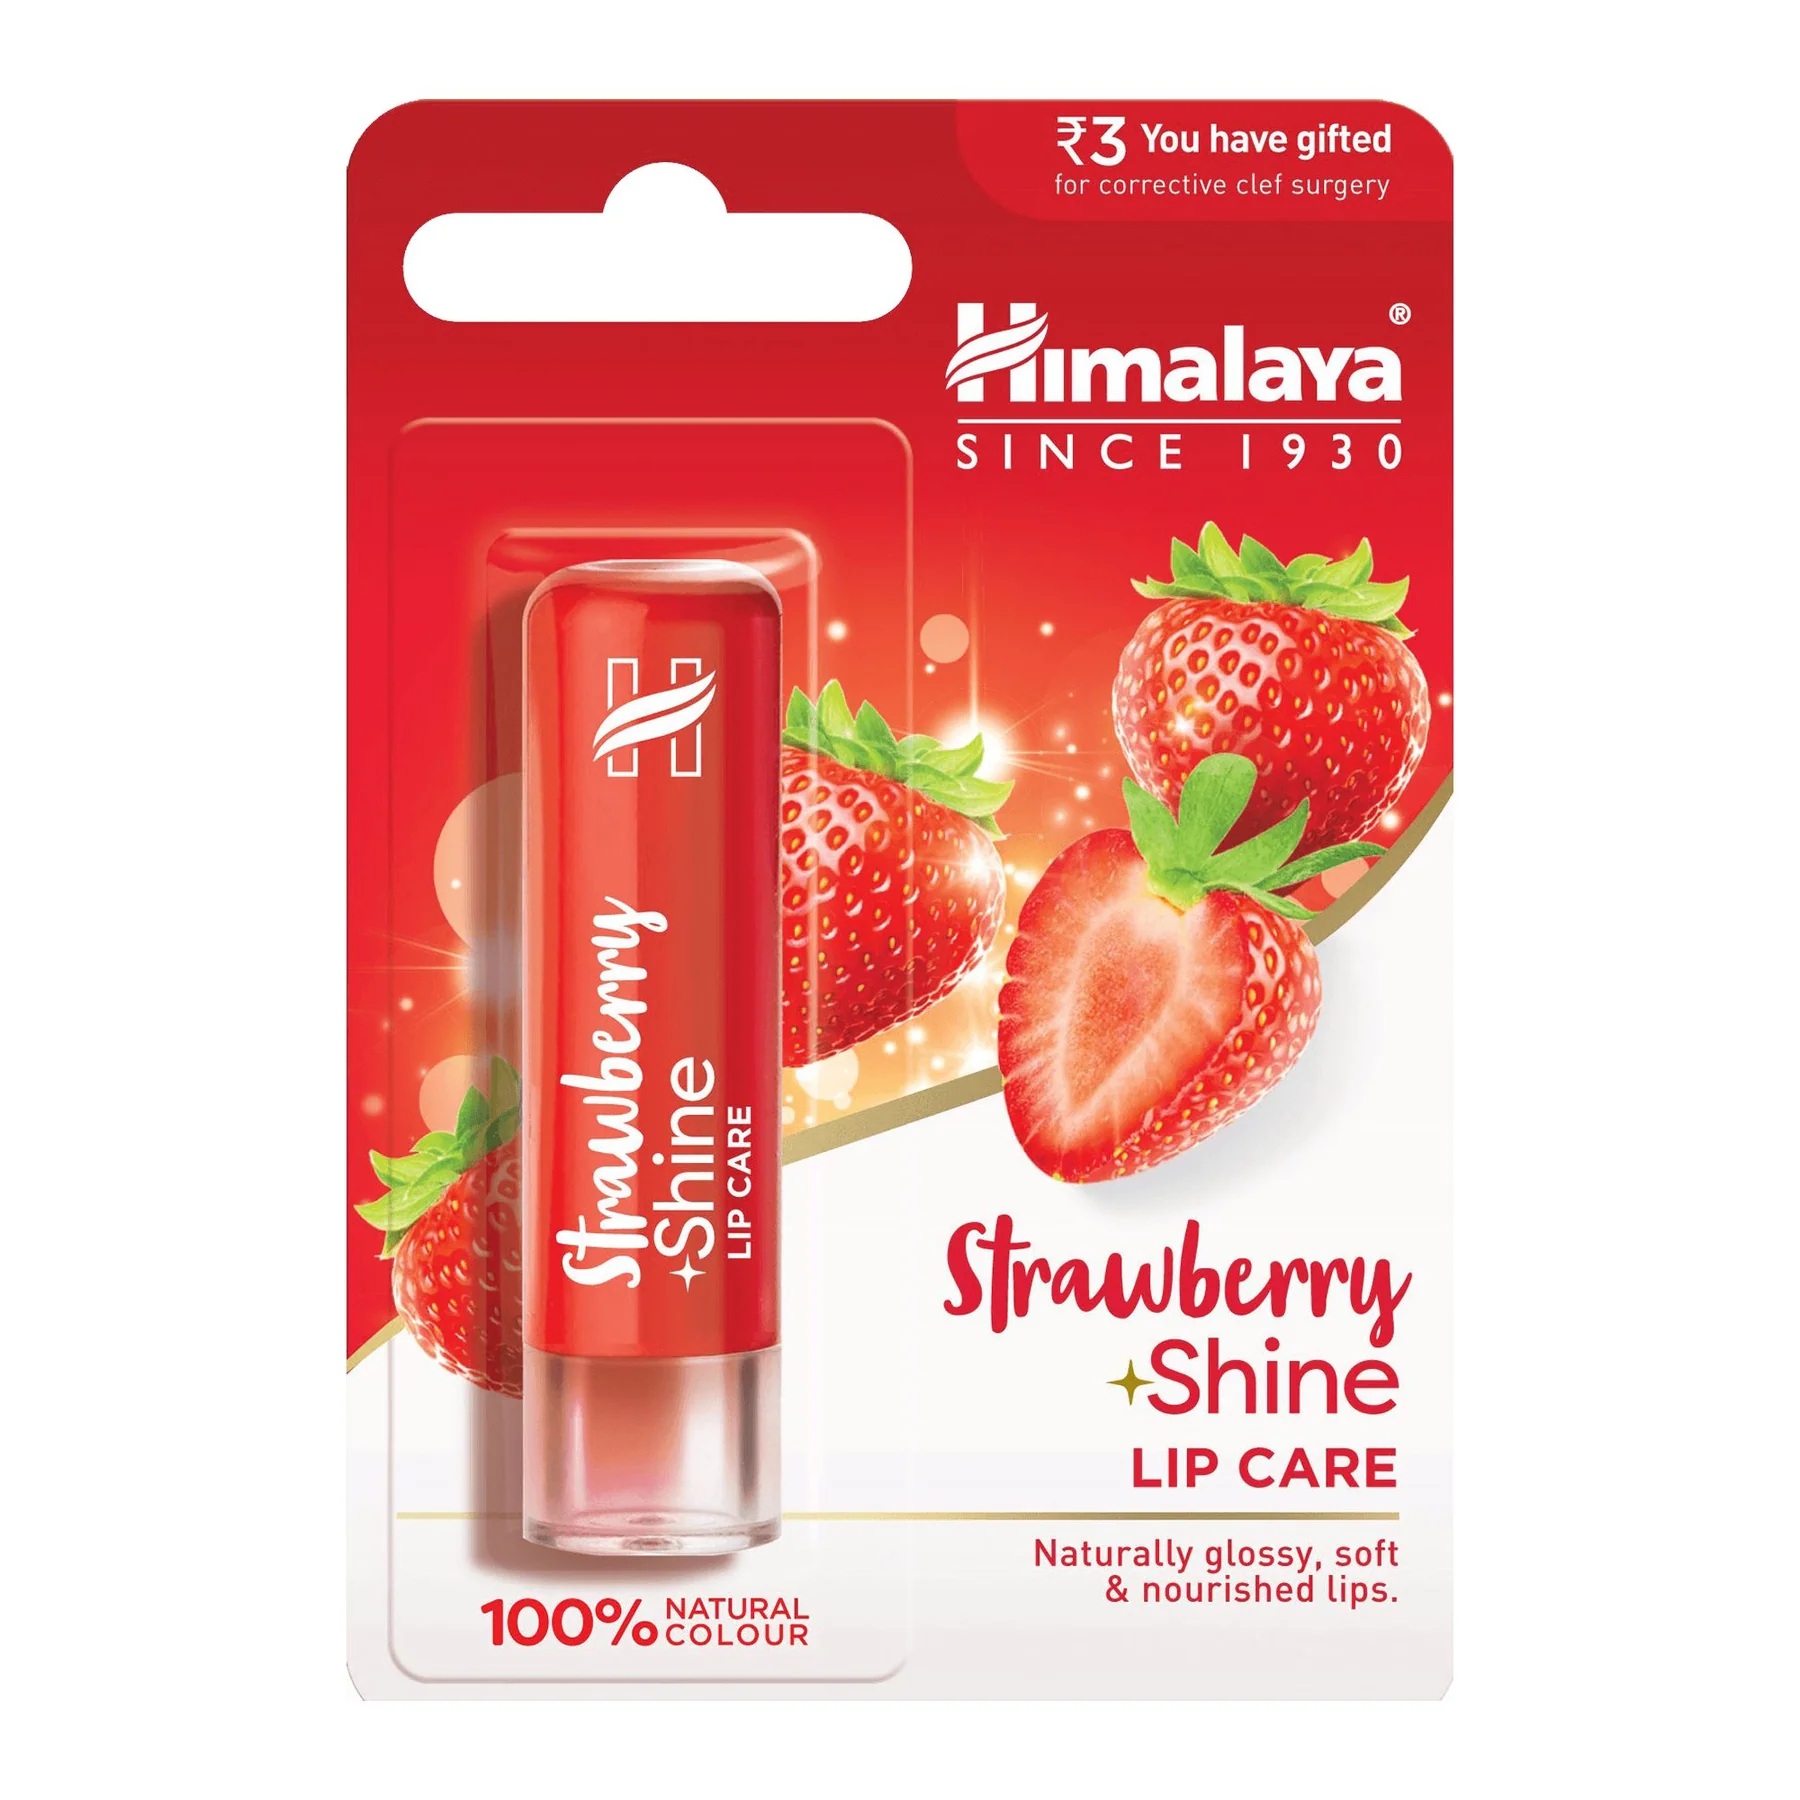 ₹3 You have gifted
for corrective clef surgery
Himalaya®
SINCE 1930
Strawberry
Shine
LIP CARE
Strawberry
Shine
LIP CARE
Naturally glossy, soft
& nourished lips.
100% NATURAL
COLOUR